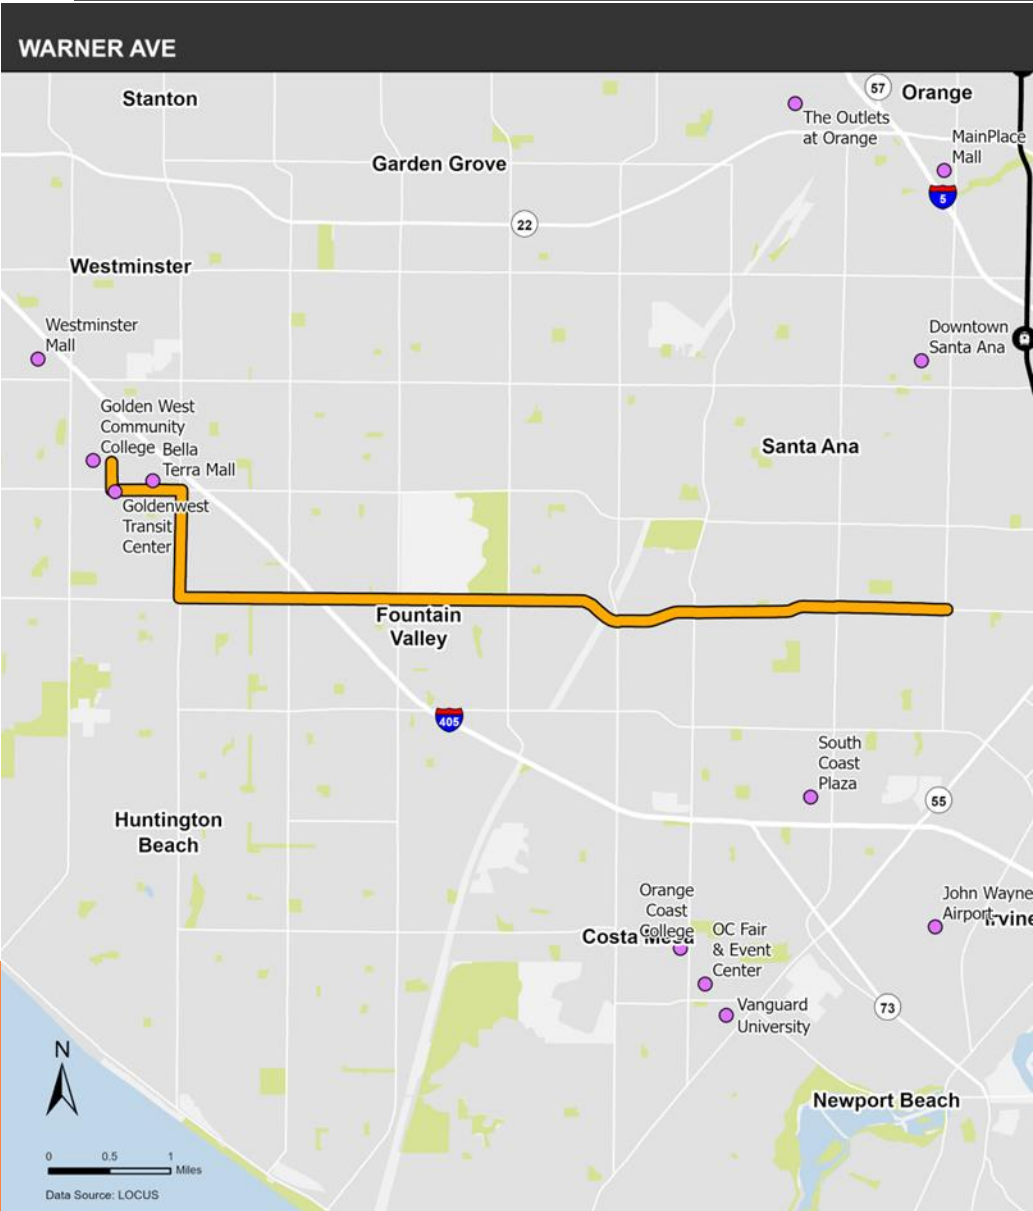 WARNER AVE
57
Stanton
Orange
The Outlets
at Orange
MainPlace
Mall
Garden Grove
5
22
Westminster
Westminster
Mall
Downtown
Santa Ana
Golden West
Community
College
Bella
Terra Mall
Santa Ana
Goldenwest
Transit
Center
Fountain
Valley
405
South
Coast
Plaza
55
Huntington
Beach
Orange
Coast
College
John Wayne
Airport
Irvine
Costa Mesa
OC Fair
& Event
Center
Vanguard
University
73
N
Newport Beach
0 0.5 1
Miles
Data Source: LOCUS